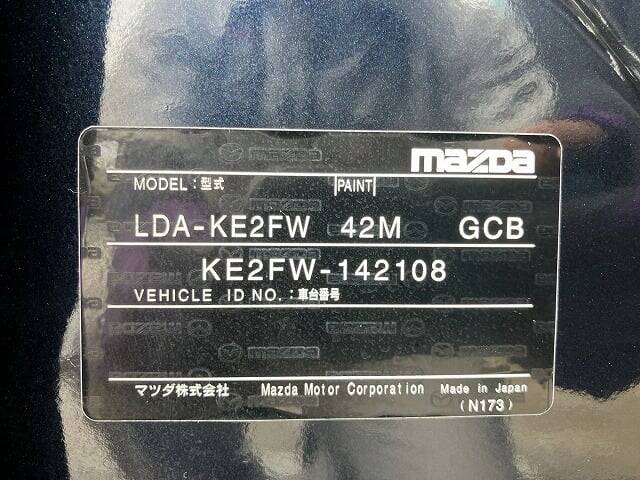 mazda
MODEL:型式 PAINT
LDA-KE2FW 42M GCB
KE2FW-142108
VEHICLE ID NO.:車台番号
マツダ株式会社 Mazda Motor Corporation Made in Japan
(N173)